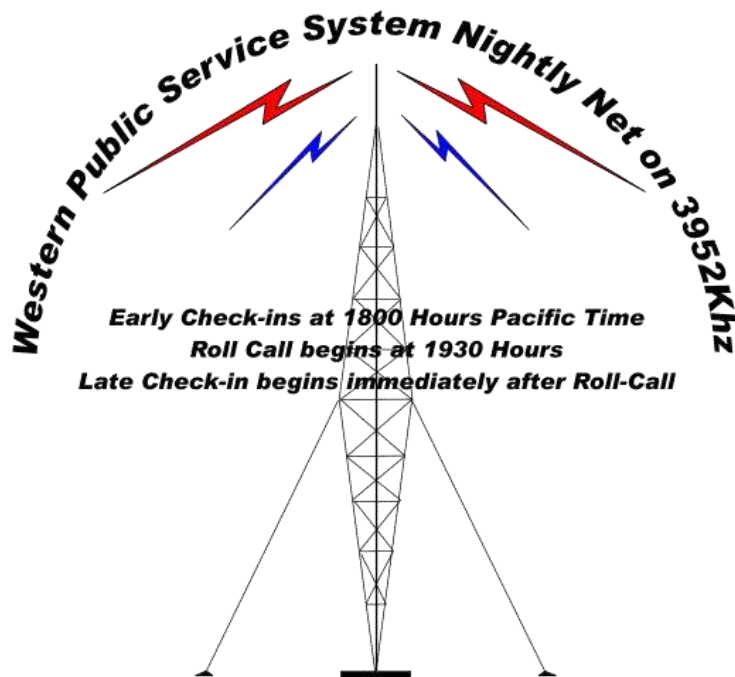 Western Public Service System Nightly Net on 3952Khz
Early Check-ins at 1800 Hours Pacific Time
Roll Call begins at 1930 Hours
Late Check-in begins immediately after Roll-Call